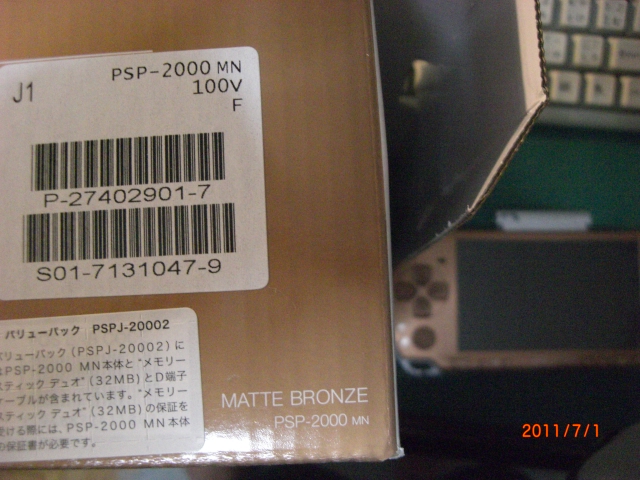 J1
PSP-2000 MN
100V
F
P-27402901-7
S01-7131047-9
バリューパック PSPJ-20002
バリューパック(PSPJ-20002)に
はPSP-2000 MN本体と"メモリー
スティック デュオ"(32MB)とD端子
ケーブルが含まれています。"メモリー
スティック デュオ"(32MB)の保証を
受ける際には、PSP-2000 MN本体
の保証書が必要です。
MATTE BRONZE
PSP-2000 MN
2011/7/1